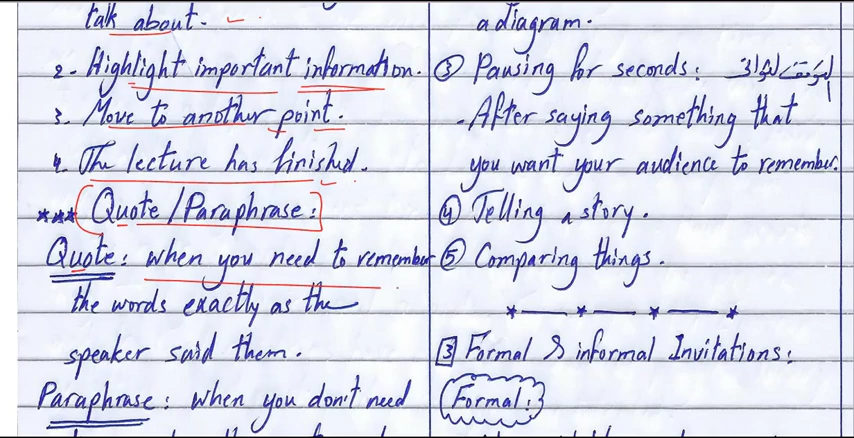 talk about.
2. Highlight important information.
3. Move to another point.
4. The lecture has finished.
*** Quote / Paraphrase:
Quote: when you need to remember
the words exactly as the
speaker said them.
Paraphrase: when you don't need
a diagram.
③ Pausing for seconds: التوقف لثواني
- After saying something that
you want your audience to remember.
④ Telling a story.
⑤ Comparing things.
* — * — * — *
3 Formal & informal Invitations:
Formal: